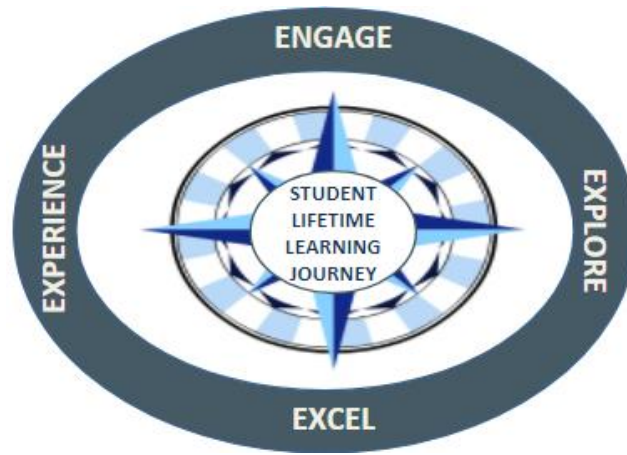 ENGAGE
EXPERIENCE
STUDENT
LIFETIME
LEARNING
JOURNEY
EXPLORE
EXCEL